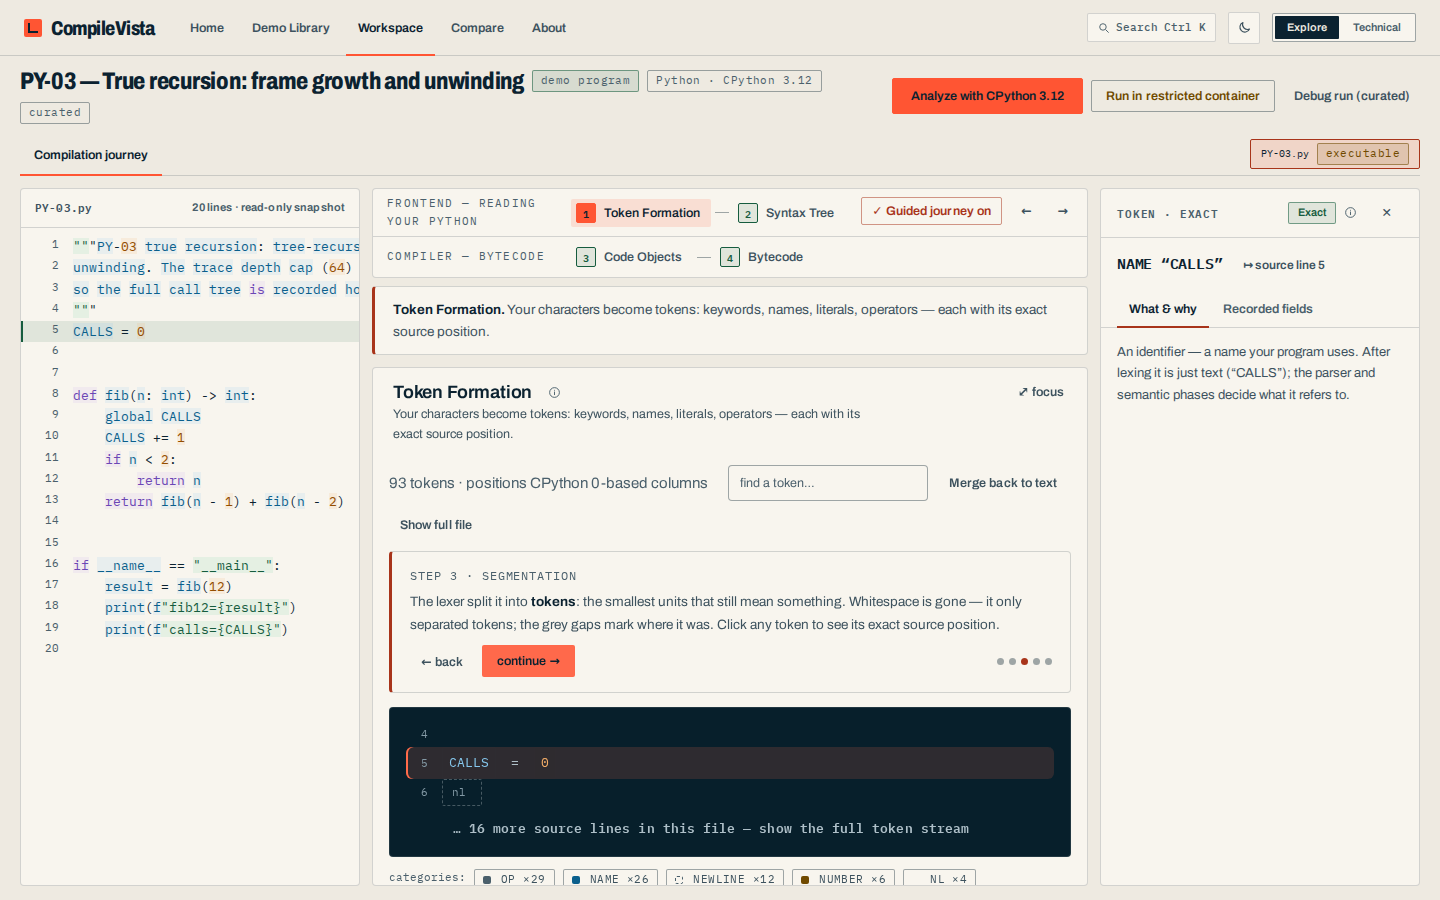 CompileVista Home Demo Library Workspace Compare About Search Ctrl K Explore Technical
PY-03 — True recursion: frame growth and unwinding demo program Python · CPython 3.12
curated
Analyze with CPython 3.12 Run in restricted container Debug run (curated)
Compilation journey PY-03.py executable
PY-03.py 20 lines · read-only snapshot
1 """PY-03 true recursion: tree-recurs
2 unwinding. The trace depth cap (64)
3 so the full call tree is recorded ho
4 """
5 CALLS = 0
6
7
8 def fib(n: int) -> int:
9 global CALLS
10 CALLS += 1
11 if n < 2:
12 return n
13 return fib(n - 1) + fib(n - 2)
14
15
16 if __name__ == "__main__":
17 result = fib(12)
18 print(f"fib12={result}")
19 print(f"calls={CALLS}")
20
FRONTEND — READING
YOUR PYTHON
1 Token Formation — 2 Syntax Tree
✓ Guided journey on ← →
COMPILER — BYTECODE 3 Code Objects — 4 Bytecode
Token Formation. Your characters become tokens: keywords, names, literals, operators — each with its exact
source position.
Token Formation ⤢ focus
Your characters become tokens: keywords, names, literals, operators — each with its
exact source position.
93 tokens · positions CPython 0-based columns find a token... Merge back to text
Show full file
STEP 3 · SEGMENTATION
The lexer split it into tokens: the smallest units that still mean something. Whitespace is gone — it only
separated tokens; the grey gaps mark where it was. Click any token to see its exact source position.
← back continue →
4
5 CALLS = 0
6 nl
… 16 more source lines in this file — show the full token stream
categories: OP ×29 NAME ×26 NEWLINE ×12 NUMBER ×6 NL ×4
TOKEN · EXACT Exact ✕
NAME “CALLS” ↦ source line 5
What & why Recorded fields
An identifier — a name your program uses. After
lexing it is just text (“CALLS”); the parser and
semantic phases decide what it refers to.